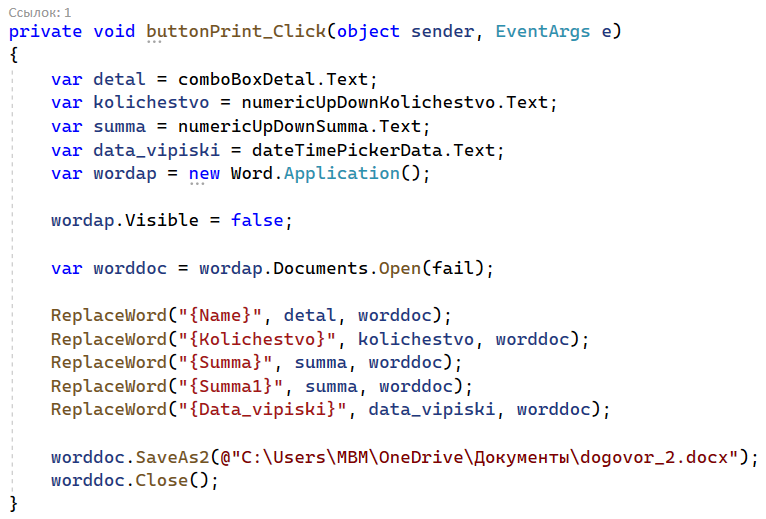 Ссылок: 1
private void buttonPrint_Click(object sender, EventArgs e)
{
    var detal = comboBoxDetal.Text;
    var kolichestvo = numericUpDownKolichestvo.Text;
    var summa = numericUpDownSumma.Text;
    var data_vipiski = dateTimePickerData.Text;
    var wordap = new Word.Application();

    wordap.Visible = false;

    var worddoc = wordap.Documents.Open(fail);

    ReplaceWord("{Name}", detal, worddoc);
    ReplaceWord("{Kolichestvo}", kolichestvo, worddoc);
    ReplaceWord("{Summa}", summa, worddoc);
    ReplaceWord("{Summa1}", summa, worddoc);
    ReplaceWord("{Data_vipiski}", data_vipiski, worddoc);

    worddoc.SaveAs2(@"C:\Users\MBM\OneDrive\Документы\dogovor_2.docx");
    worddoc.Close();
}